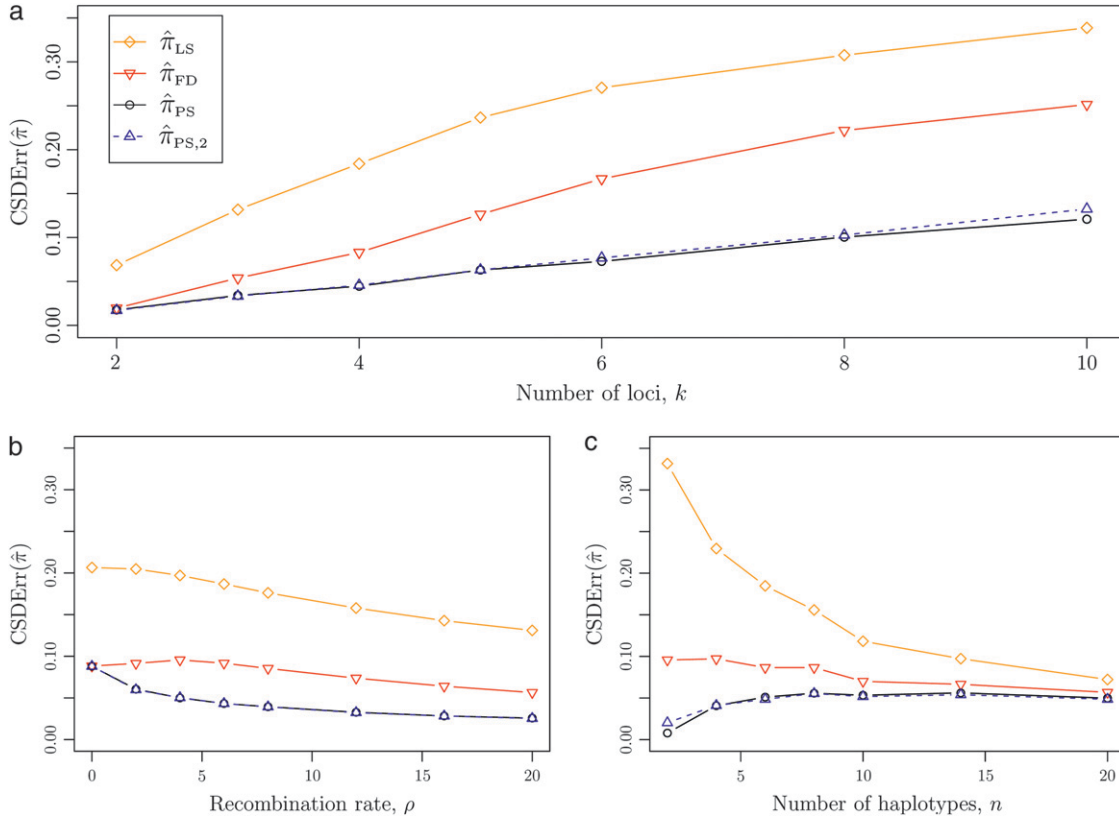 a
π̂LS
π̂FD
π̂PS
π̂PS,2
CSDErr(π̂)
0.00
0.10
0.20
0.30
2
4
6
8
10
Number of loci, k
b
CSDErr(π̂)
0.00
0.10
0.20
0.30
0
5
10
15
20
Recombination rate, ρ
c
CSDErr(π̂)
0.00
0.10
0.20
0.30
5
10
15
20
Number of haplotypes, n